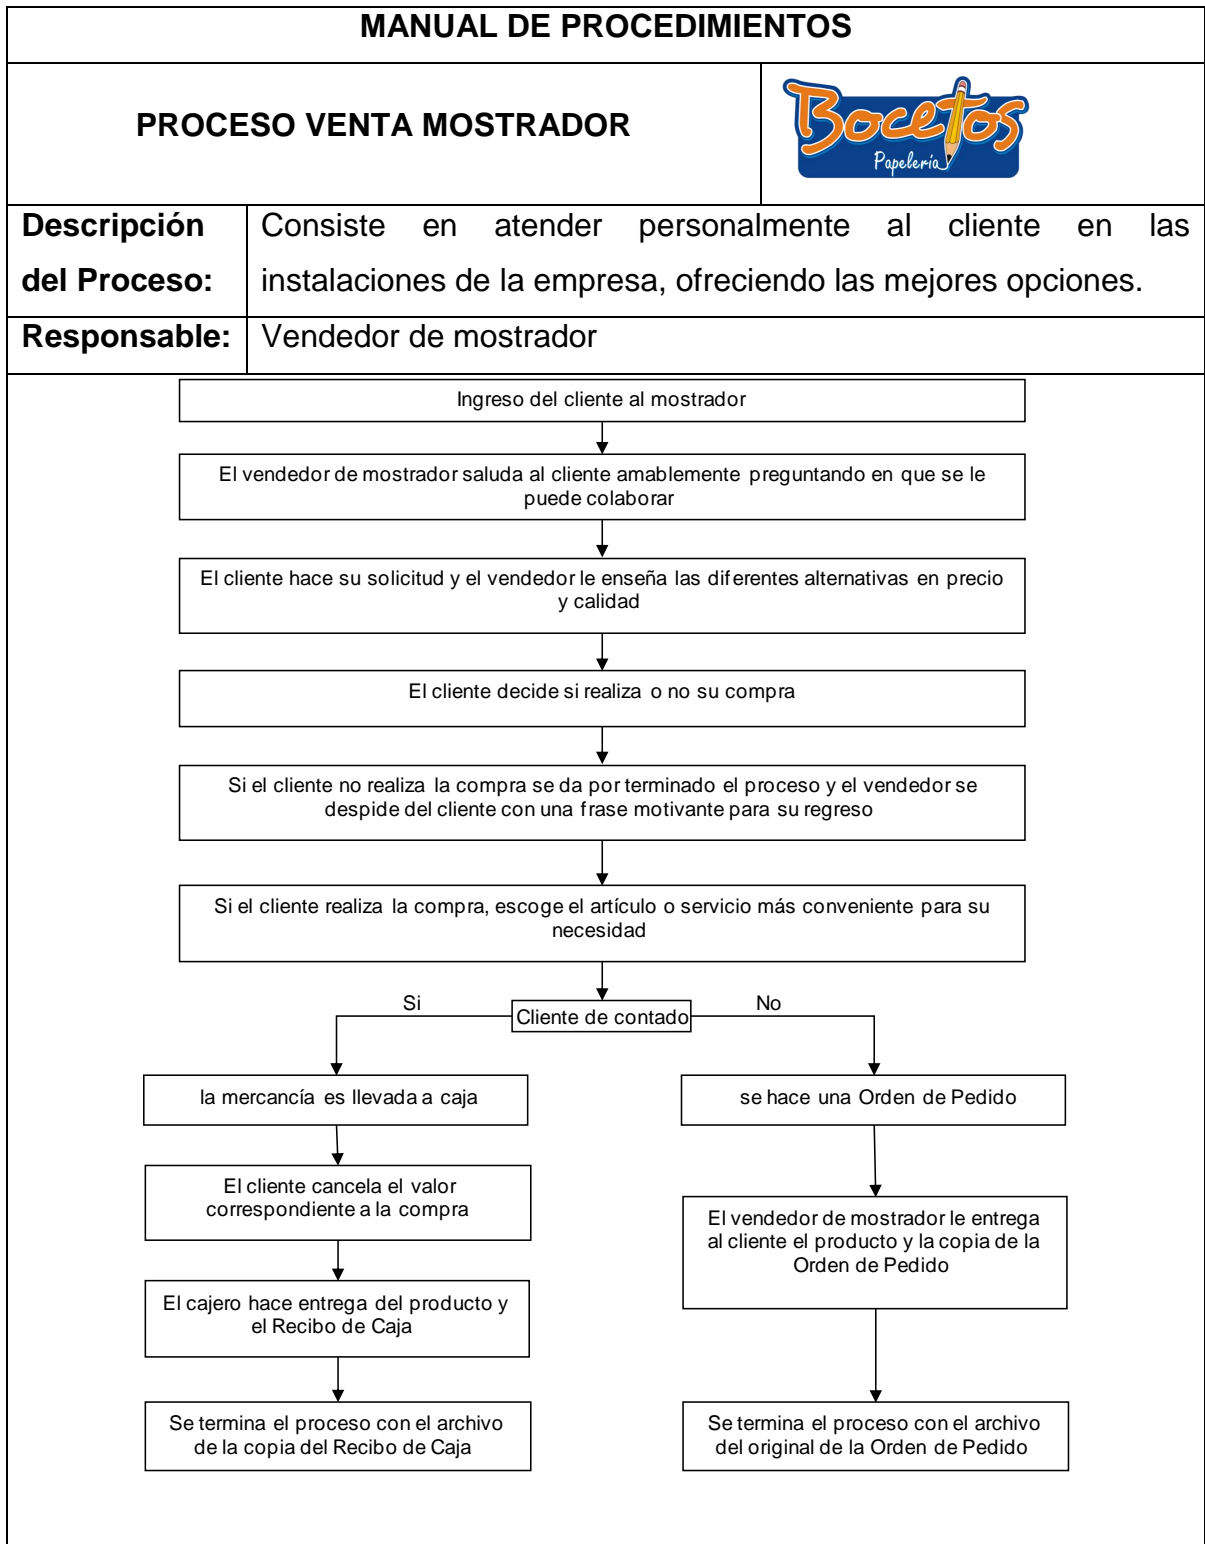 MANUAL DE PROCEDIMIENTOS
PROCESO VENTA MOSTRADOR
Bocetos
Papelería
Descripción
del Proceso:
Consiste en atender personalmente al cliente en las
instalaciones de la empresa, ofreciendo las mejores opciones.
Responsable:
Vendedor de mostrador
Ingreso del cliente al mostrador
El vendedor de mostrador saluda al cliente amablemente preguntando en que se le
puede colaborar
El cliente hace su solicitud y el vendedor le enseña las diferentes alternativas en precio
y calidad
El cliente decide si realiza o no su compra
Si el cliente no realiza la compra se da por terminado el proceso y el vendedor se
despide del cliente con una frase motivante para su regreso
Si el cliente realiza la compra, escoge el artículo o servicio más conveniente para su
necesidad
Si
Cliente de contado
No
la mercancía es llevada a caja
se hace una Orden de Pedido
El cliente cancela el valor
correspondiente a la compra
El vendedor de mostrador le entrega
al cliente el producto y la copia de la
Orden de Pedido
El cajero hace entrega del producto y
el Recibo de Caja
Se termina el proceso con el archivo
de la copia del Recibo de Caja
Se termina el proceso con el archivo
del original de la Orden de Pedido